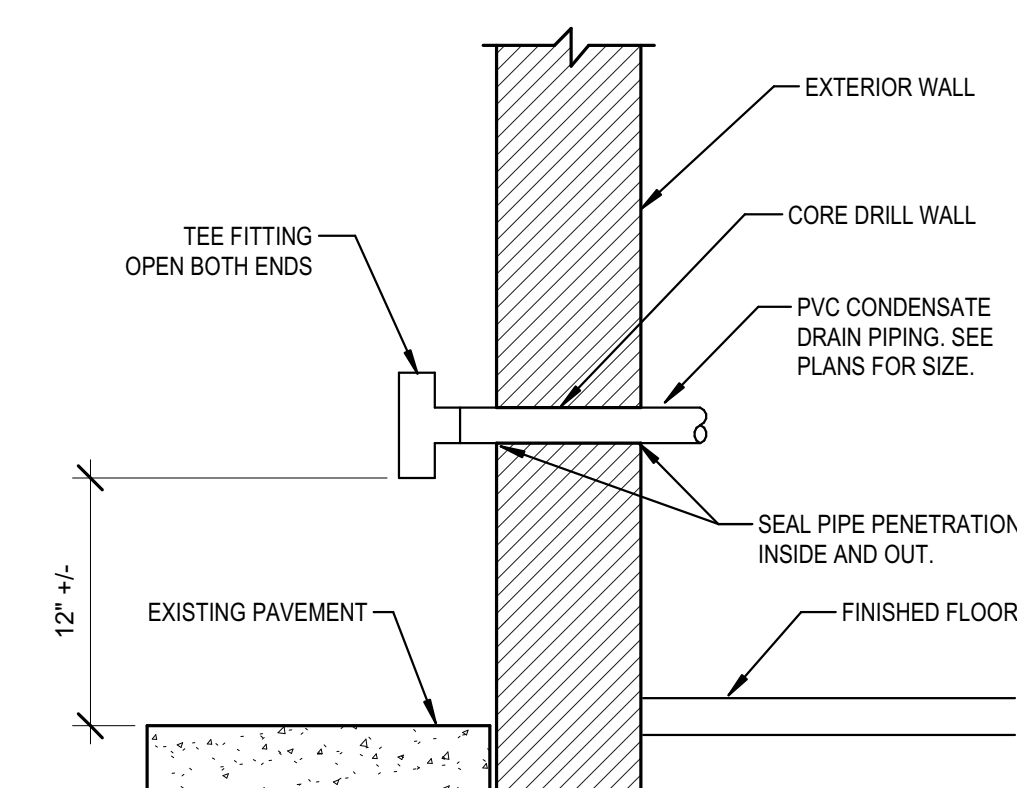 EXTERIOR WALL
CORE DRILL WALL
TEE FITTING
OPEN BOTH ENDS
PVC CONDENSATE
DRAIN PIPING. SEE
PLANS FOR SIZE.
SEAL PIPE PENETRATION
INSIDE AND OUT.
12" +/-
EXISTING PAVEMENT
FINISHED FLOOR